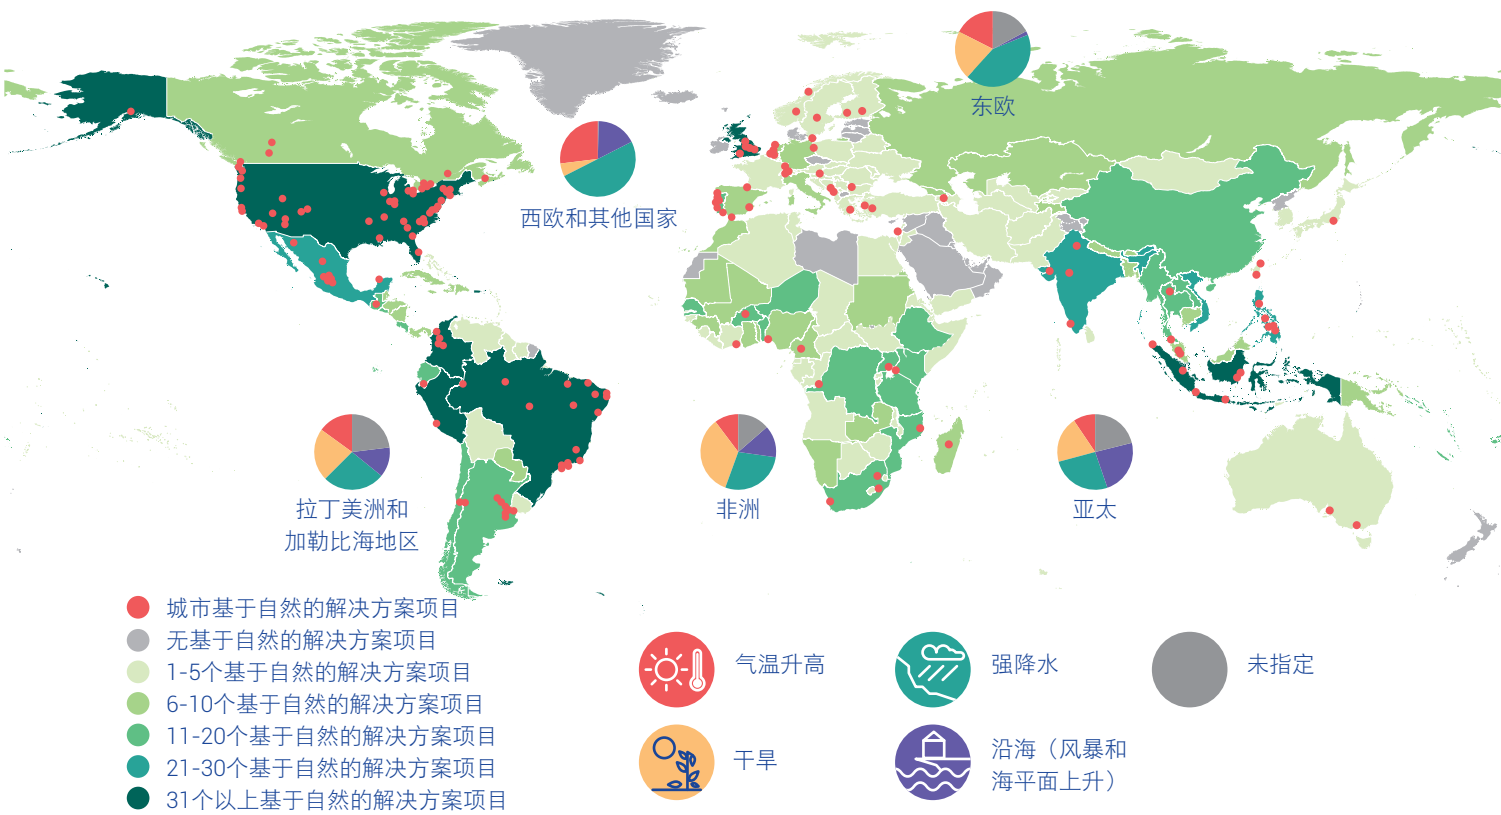 东欧
西欧和其他国家
拉丁美洲和
加勒比海地区
非洲
亚太
城市基于自然的解决方案项目
无基于自然的解决方案项目
1-5个基于自然的解决方案项目
6-10个基于自然的解决方案项目
11-20个基于自然的解决方案项目
21-30个基于自然的解决方案项目
31个以上基于自然的解决方案项目
气温升高
强降水
未指定
干旱
沿海（风暴和
海平面上升）